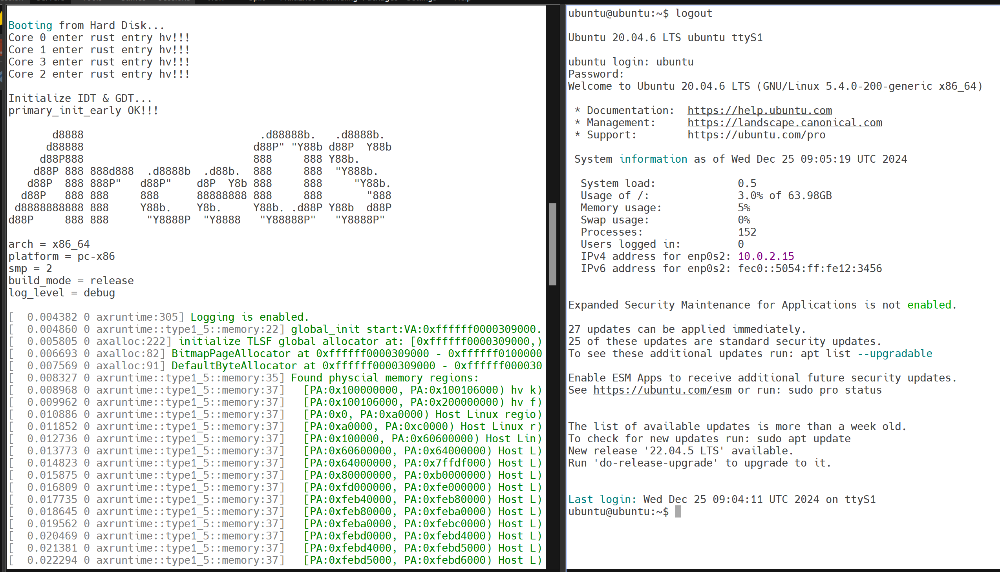 Booting from Hard Disk...
Core 0 enter rust entry hv!!!
Core 1 enter rust entry hv!!!
Core 3 enter rust entry hv!!!
Core 2 enter rust entry hv!!!
Initialize IDT & GDT...
primary_init_early OK!!!
       d8888                            .d88888b.   .d8888b.
      d88888                           d88P" "Y88b d88P  Y88b
     d88P888                           888     888 Y88b.
    d88P 888 888d888  .d8888b  .d88b.  888     888  "Y888b.
   d88P  888 888P"   d88P"    d8P  Y8b 888     888     "Y88b.
  d88P   888 888     888      88888888 888     888       "888
 d8888888888 888     Y88b.    Y8b.     Y88b. .d88P Y88b  d88P
d88P     888 888      "Y8888P  "Y8888   "Y88888P"   "Y8888P"
arch = x86_64
platform = pc-x86
smp = 2
build_mode = release
log_level = debug
[  0.004382 0 axruntime:305] Logging is enabled.
[  0.004860 0 axruntime::type1_5::memory:22] global_init start:VA:0xffffff0000309000.
[  0.005805 0 axalloc:222] initialize TLSF global allocator at: [0xffffff0000309000,)
[  0.006693 0 axalloc:82] BitmapPageAllocator at 0xffffff0000309000 - 0xffffff0100000
[  0.007569 0 axalloc:91] DefaultByteAllocator at 0xffffff0000309000 - 0xffffff000030
[  0.008327 0 axruntime::type1_5::memory:35] Found physcial memory regions:
[  0.008968 0 axruntime::type1_5::memory:37]   [PA:0x100000000, PA:0x100106000) hv k)
[  0.009962 0 axruntime::type1_5::memory:37]   [PA:0x100106000, PA:0x200000000) hv f)
[  0.010886 0 axruntime::type1_5::memory:37]   [PA:0x0, PA:0xa0000) Host Linux regio)
[  0.011852 0 axruntime::type1_5::memory:37]   [PA:0xa0000, PA:0xc0000) Host Linux r)
[  0.012736 0 axruntime::type1_5::memory:37]   [PA:0x100000, PA:0x60600000) Host Lin)
[  0.013773 0 axruntime::type1_5::memory:37]   [PA:0x60600000, PA:0x64000000) Host L)
[  0.014823 0 axruntime::type1_5::memory:37]   [PA:0x64000000, PA:0x7ffdf000) Host L)
[  0.015875 0 axruntime::type1_5::memory:37]   [PA:0x80000000, PA:0xb0000000) Host L)
[  0.016809 0 axruntime::type1_5::memory:37]   [PA:0xfd000000, PA:0xfe000000) Host L)
[  0.017735 0 axruntime::type1_5::memory:37]   [PA:0xfeb40000, PA:0xfeb80000) Host L)
[  0.018645 0 axruntime::type1_5::memory:37]   [PA:0xfeb80000, PA:0xfeba0000) Host L)
[  0.019562 0 axruntime::type1_5::memory:37]   [PA:0xfeba0000, PA:0xfebc0000) Host L)
[  0.020469 0 axruntime::type1_5::memory:37]   [PA:0xfebd0000, PA:0xfebd4000) Host L)
[  0.021381 0 axruntime::type1_5::memory:37]   [PA:0xfebd4000, PA:0xfebd5000) Host L)
[  0.022294 0 axruntime::type1_5::memory:37]   [PA:0xfebd5000, PA:0xfebd6000) Host L)
ubuntu@ubuntu:~$ logout
Ubuntu 20.04.6 LTS ubuntu ttyS1
ubuntu login: ubuntu
Password:
Welcome to Ubuntu 20.04.6 LTS (GNU/Linux 5.4.0-200-generic x86_64)
 * Documentation:  https://help.ubuntu.com
 * Management:     https://landscape.canonical.com
 * Support:        https://ubuntu.com/pro
 System information as of Wed Dec 25 09:05:19 UTC 2024
  System load:             0.5
  Usage of /:              3.0% of 63.98GB
  Memory usage:            5%
  Swap usage:              0%
  Processes:               152
  Users logged in:         0
  IPv4 address for enp0s2: 10.0.2.15
  IPv6 address for enp0s2: fec0::5054:ff:fe12:3456
Expanded Security Maintenance for Applications is not enabled.
27 updates can be applied immediately.
25 of these updates are standard security updates.
To see these additional updates run: apt list --upgradable
Enable ESM Apps to receive additional future security updates.
See https://ubuntu.com/esm or run: sudo pro status
The list of available updates is more than a week old.
To check for new updates run: sudo apt update
New release '22.04.5 LTS' available.
Run 'do-release-upgrade' to upgrade to it.
Last login: Wed Dec 25 09:04:11 UTC 2024 on ttyS1
ubuntu@ubuntu:~$